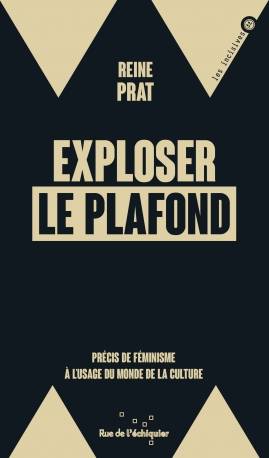 REINE
PRAT
les incisives
EXPLOSER
LE PLAFOND
PRÉCIS DE FÉMINISME
À L'USAGE DU MONDE DE LA CULTURE
Rue de l'échiquier